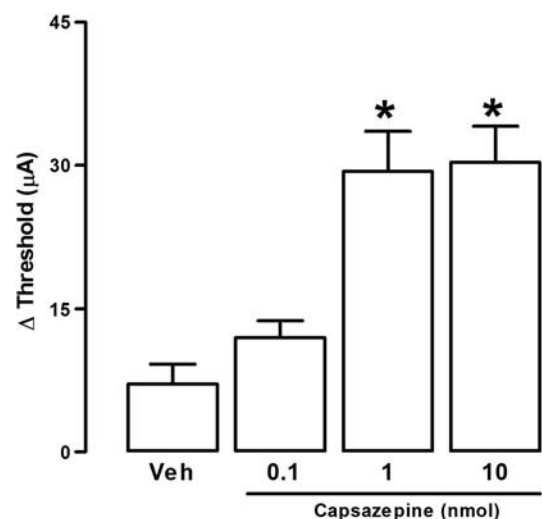 45
* *
30
Δ Threshold (µA)
15
0
Veh 0.1 1 10
Capsazepine (nmol)